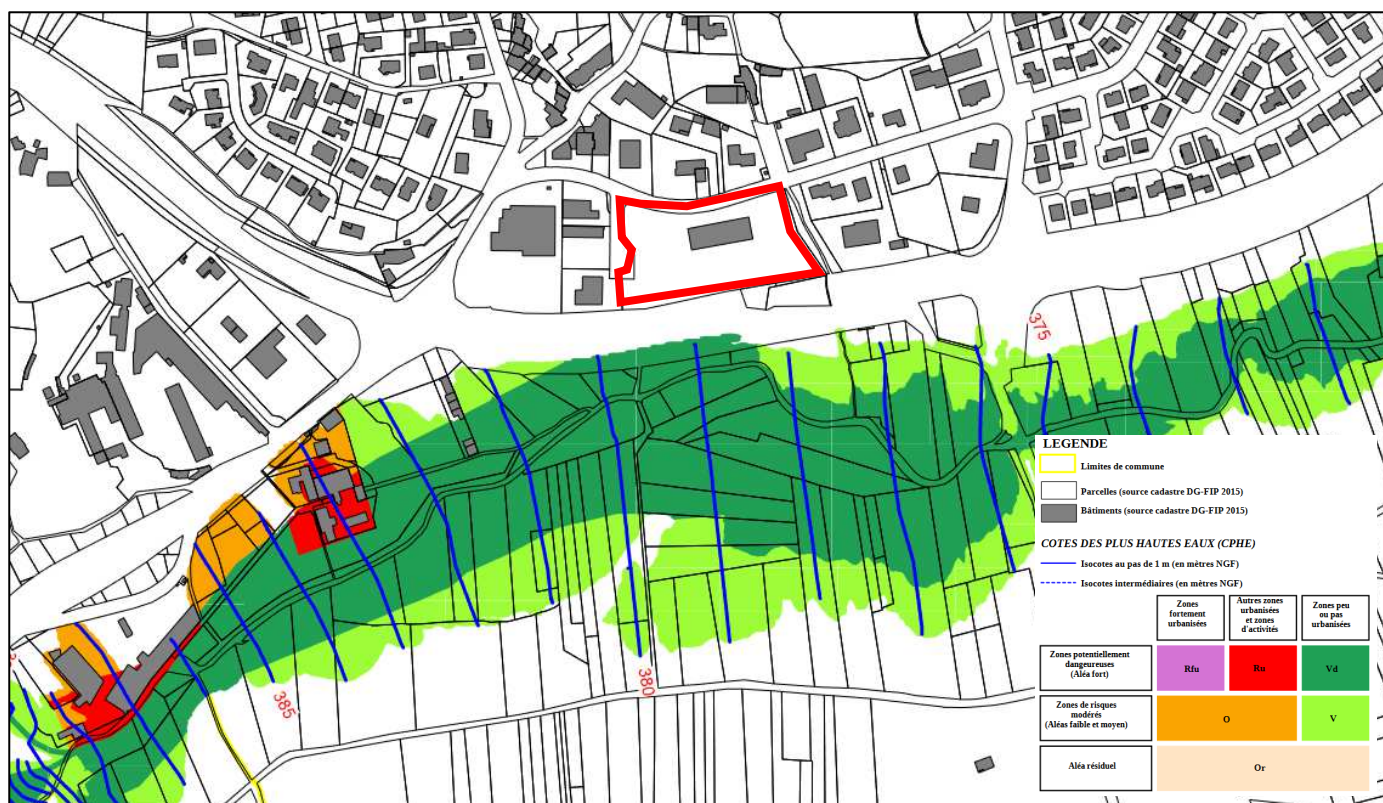 375
380
385
LEGENDE
Limites de commune
Parcelles (source cadastre DG-FIP 2015)
Bâtiments (source cadastre DG-FIP 2015)
COTES DES PLUS HAUTES EAUX (CPHE)
Isocotes au pas de 1 m (en mètres NGF)
Isocotes intermédiaires (en mètres NGF)
Zones
fortement
urbanisées
Autres zones
urbanisées
et zones
d'activités
Zones peu
ou pas
urbanisées
Zones potentiellement
dangeureuses
(Aléa fort)
Rfu
Ru
Vd
Zones de risques
modérés
(Aléas faible et moyen)
O
V
Aléa résiduel
Or